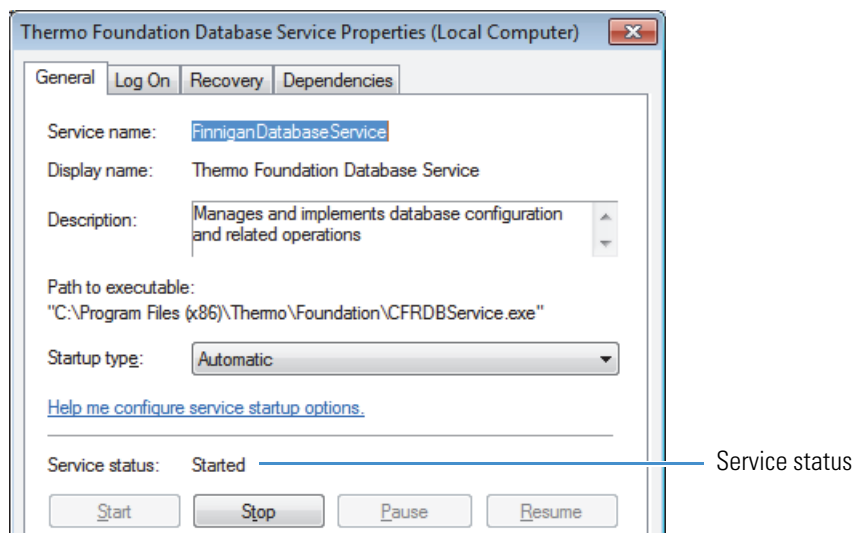 Thermo Foundation Database Service Properties (Local Computer)
General Log On Recovery Dependencies
Service name: FinniganDatabaseService
Display name: Thermo Foundation Database Service
Description: Manages and implements database configuration
and related operations
Path to executable:
"C:\Program Files (x86)\Thermo\Foundation\CFRDBService.exe"
Startup type: Automatic
Help me configure service startup options.
Service status: Started Service status
Start Stop Pause Resume